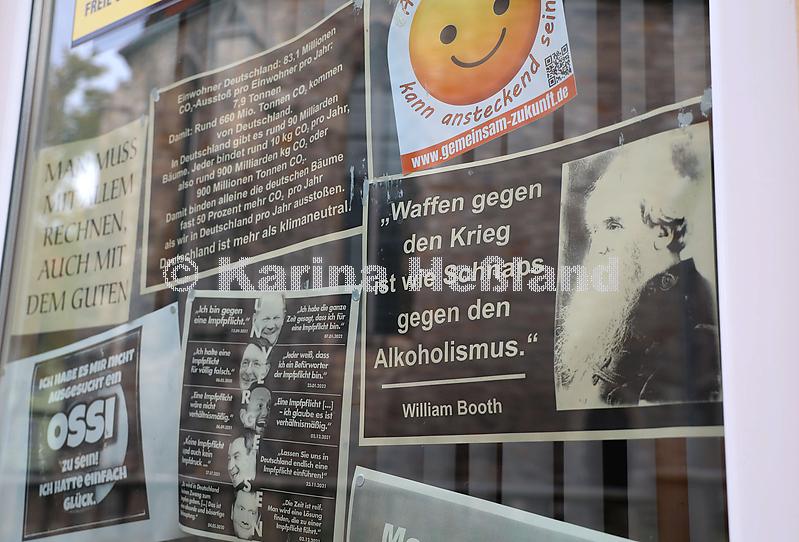 FREIE
kann ansteckend sein
www.gemeinsam-zukunft.de
Einwohner Deutschland: 83,1 Millionen
CO₂-Ausstoß pro Einwohner pro Jahr:
7,9 Tonnen
Damit: Rund 660 Mio. Tonnen CO₂ kommen
von Deutschland.
In Deutschland gibt es rund 90 Milliarden
Bäume. Jeder bindet rund 10 kg CO₂ pro Jahr,
also rund 900 Milliarden kg CO₂ oder
900 Millionen Tonnen CO₂.
Damit binden alleine die deutschen Bäume
fast 50 Prozent mehr CO₂ pro Jahr
als wir in Deutschland pro Jahr ausstoßen.
Deutschland ist mehr als klimaneutral.
MAN MUSS
MIT ALLEM
RECHNEN,
AUCH MIT
DEM GUTEN
„Waffen gegen
den Krieg
ist wie Schnaps
gegen den
Alkoholismus.“
William Booth
© Karina Heßland
ICH HABE ES MIR NICHT
AUSGESUCHT EIN
OSSI
ZU SEIN!
ICH HATTE EINFACH
GLÜCK.
„Ich bin gegen
eine Impfpflicht.“
„Ich habe die ganze
Zeit gesagt, dass ich für
eine Impfpflicht bin.“
„Ich halte eine
Impfpflicht
für völlig falsch.“
„Jeder weiß, dass
ich ein Befürworter
der Impfpflicht bin.“
„Eine Impfpflicht
wäre nicht
verhältnismäßig.“
„Eine Impfpflicht [...]
- ich glaube es ist
verhältnismäßig.“
„Keine Impfpflicht
und auch kein
„Lassen Sie uns in
Deutschland endlich eine
Impfpflicht einführen!“
„Die Zeit ist reif.
Man wird eine Lösung
finden, die zu einer
Impfpflicht führt.“